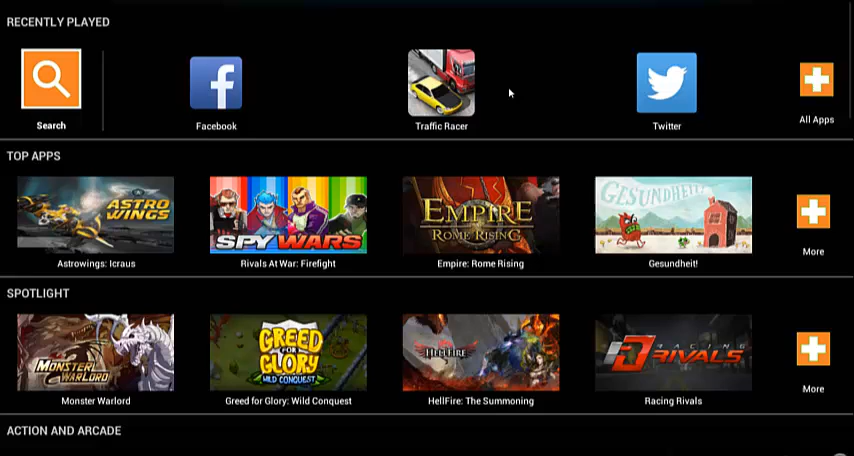 RECENTLY PLAYED
Search
Facebook
Traffic Racer
Twitter
All Apps
TOP APPS
ASTRO WINGS
SPY WARS
EMPIRE
ROME RISING
GESUNDHEIT!
Astrowings: Icraus
Rivals At War: Firefight
Empire: Rome Rising
Gesundheit!
More
SPOTLIGHT
MONSTER WARLORD
GREED FOR GLORY
WILD CONQUEST
HELLFIRE
RACING RIVALS
Monster Warlord
Greed for Glory: Wild Conquest
HellFire: The Summoning
Racing Rivals
More
ACTION AND ARCADE